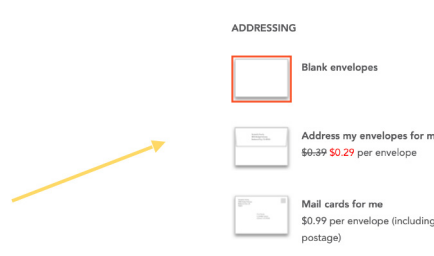 ADDRESSING
Blank envelopes
Address my envelopes for m
$0.39 $0.29 per envelope
Mail cards for me
$0.99 per envelope (including
postage)